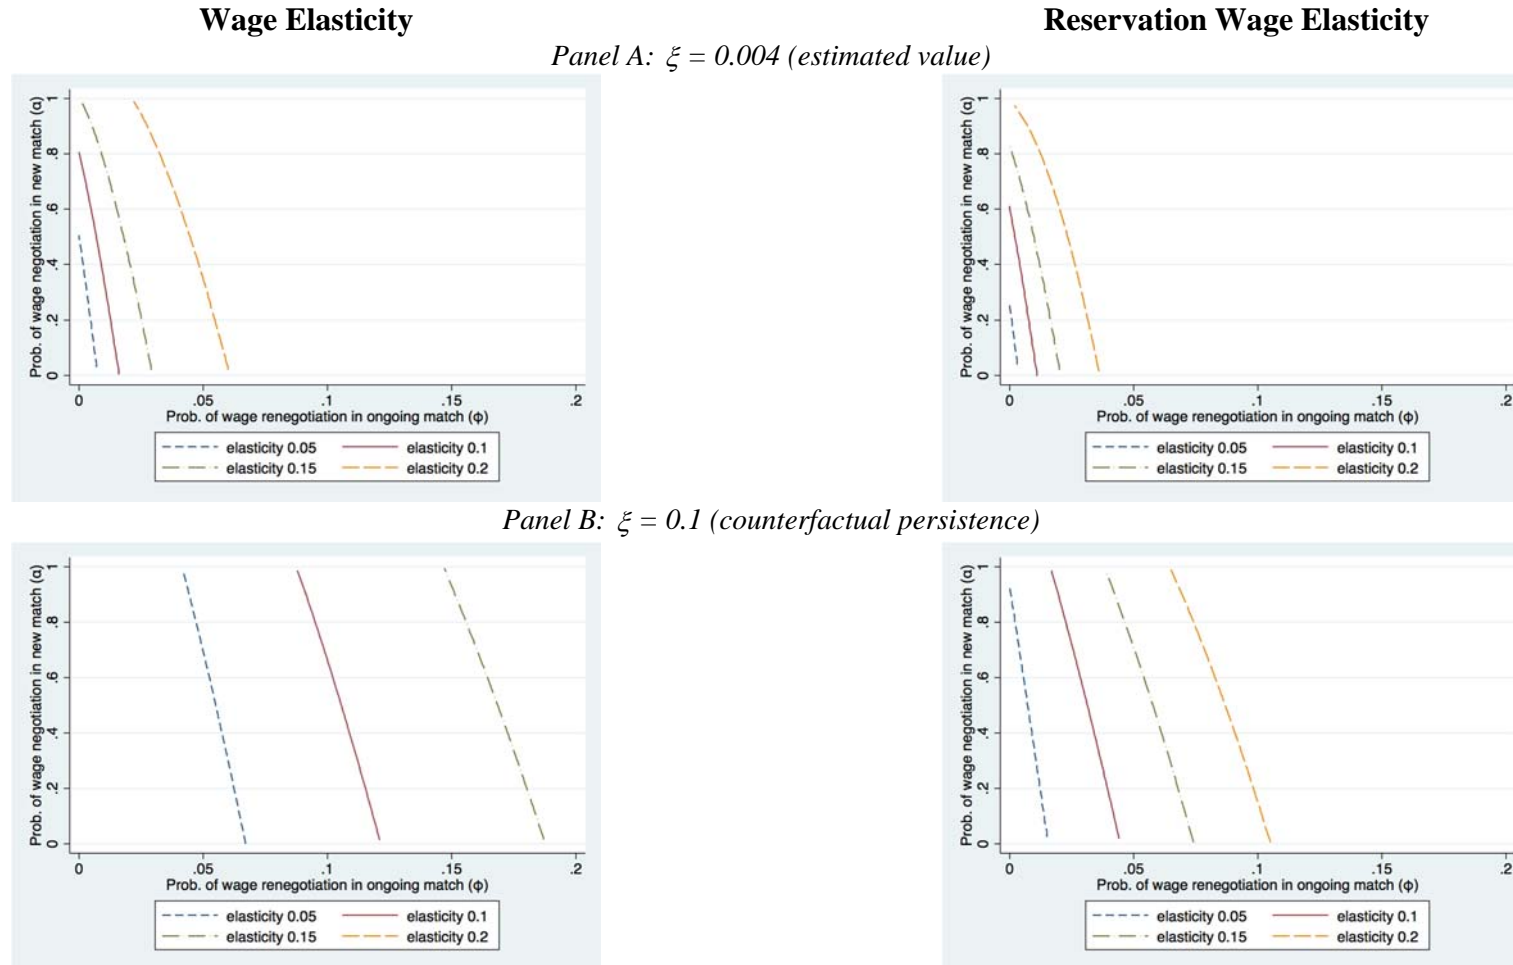 Wage Elasticity
Reservation Wage Elasticity
Panel A: ξ = 0.004 (estimated value)
Prob. of wage negotiation in new match (α)
0 .2 .4 .6 .8 1
0 .05 .1 .15 .2
Prob. of wage renegotiation in ongoing match (φ)
elasticity 0.05 elasticity 0.1
elasticity 0.15 elasticity 0.2
Prob. of wage negotiation in new match (α)
0 .2 .4 .6 .8 1
0 .05 .1 .15 .2
Prob. of wage renegotiation in ongoing match (φ)
elasticity 0.05 elasticity 0.1
elasticity 0.15 elasticity 0.2
Panel B: ξ = 0.1 (counterfactual persistence)
Prob. of wage negotiation in new match (α)
0 .2 .4 .6 .8 1
0 .05 .1 .15 .2
Prob. of wage renegotiation in ongoing match (φ)
elasticity 0.05 elasticity 0.1
elasticity 0.15 elasticity 0.2
Prob. of wage negotiation in new match (α)
0 .2 .4 .6 .8 1
0 .05 .1 .15 .2
Prob. of wage renegotiation in ongoing match (φ)
elasticity 0.05 elasticity 0.1
elasticity 0.15 elasticity 0.2